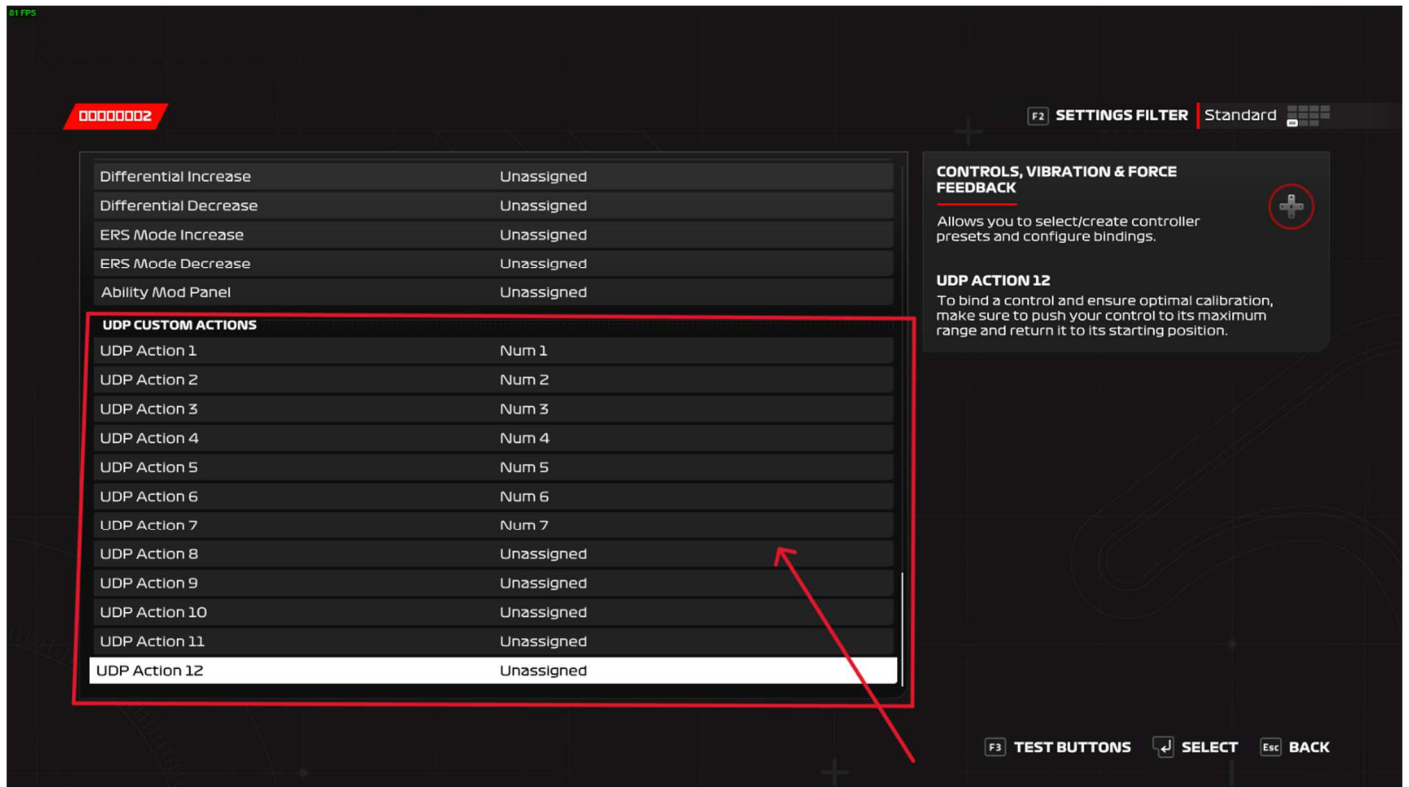 81 FPS
00000002
F2 SETTINGS FILTER Standard
Differential Increase Unassigned
Differential Decrease Unassigned
ERS Mode Increase Unassigned
ERS Mode Decrease Unassigned
Ability Mod Panel Unassigned
UDP CUSTOM ACTIONS
UDP Action 1 Num 1
UDP Action 2 Num 2
UDP Action 3 Num 3
UDP Action 4 Num 4
UDP Action 5 Num 5
UDP Action 6 Num 6
UDP Action 7 Num 7
UDP Action 8 Unassigned
UDP Action 9 Unassigned
UDP Action 10 Unassigned
UDP Action 11 Unassigned
UDP Action 12 Unassigned
CONTROLS, VIBRATION & FORCE
FEEDBACK
Allows you to select/create controller
presets and configure bindings.
UDP ACTION 12
To bind a control and ensure optimal calibration,
make sure to push your control to its maximum
range and return it to its starting position.
F3 TEST BUTTONS SELECT Esc BACK